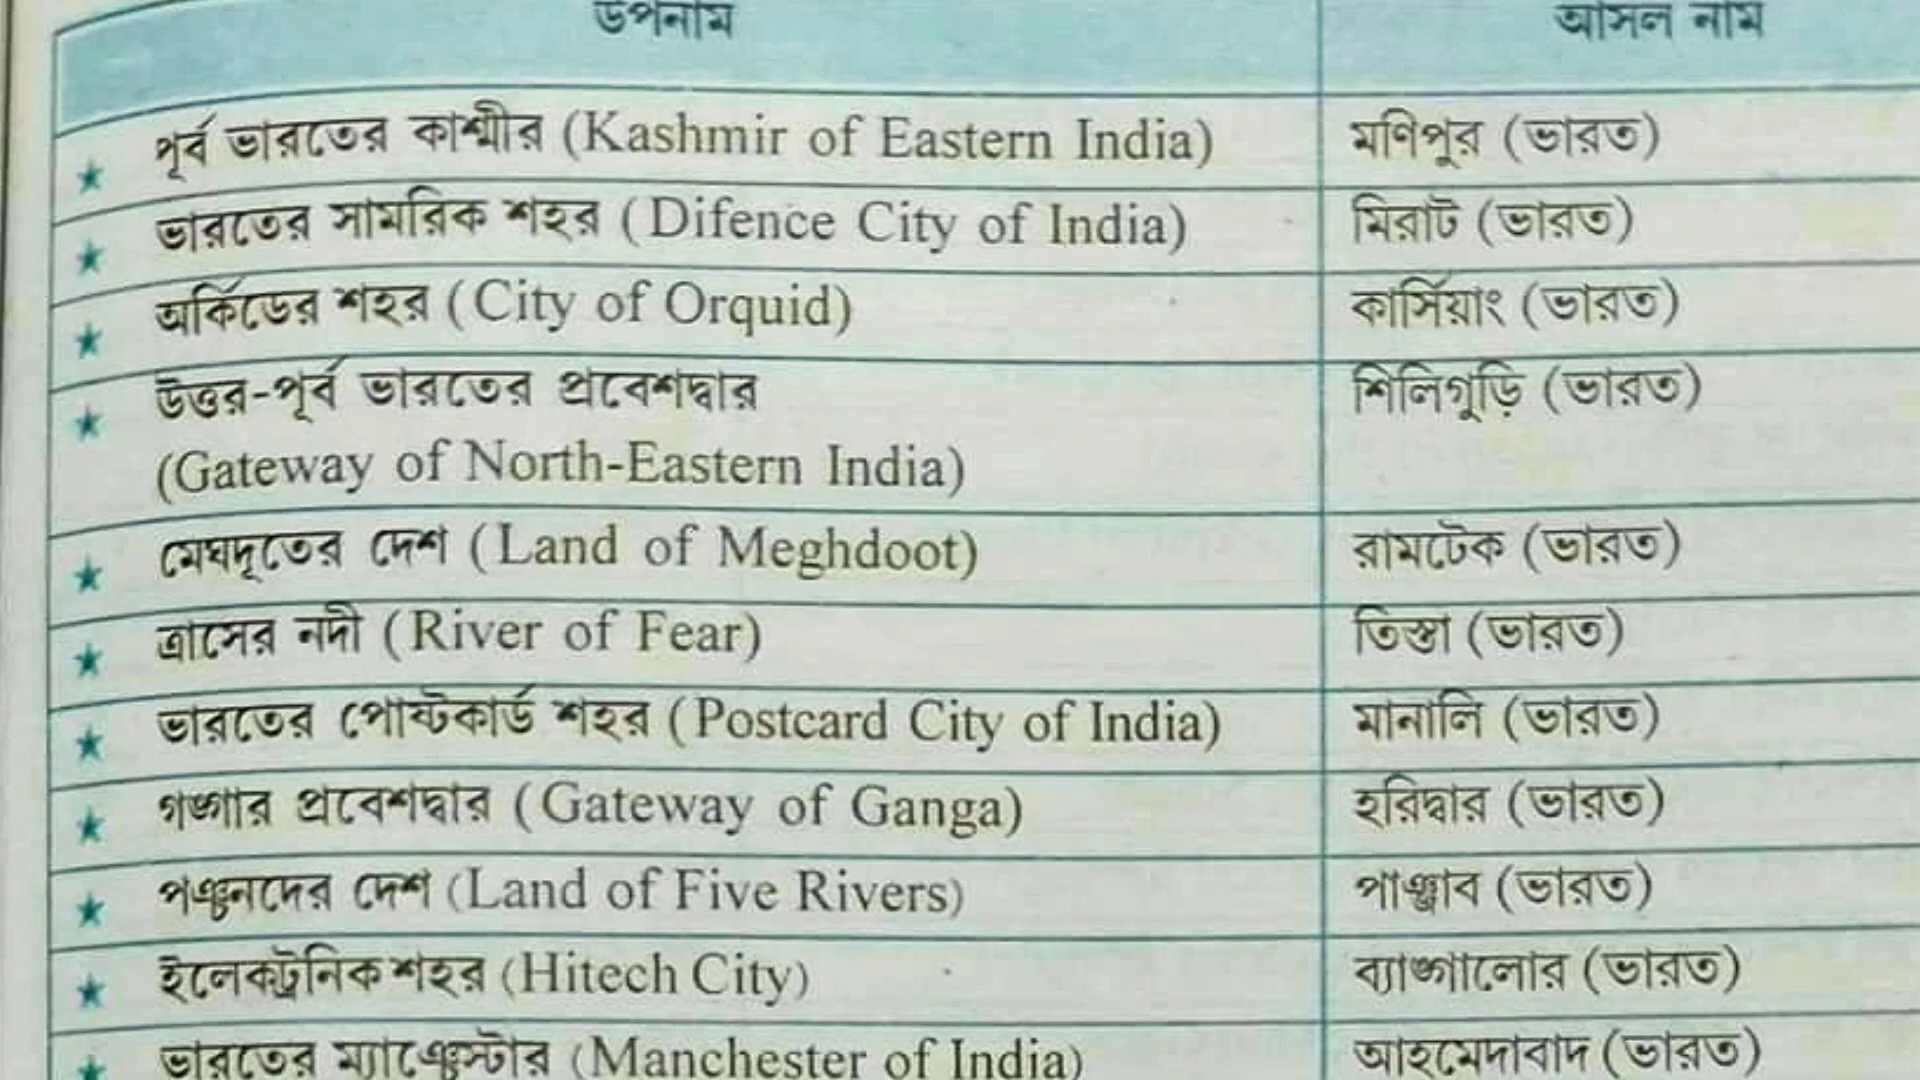 উপনাম আসল নাম
পূর্ব ভারতের কাশ্মীর (Kashmir of Eastern India) মণিপুর (ভারত)
★ ভারতের সামরিক শহর (Difence City of India) মিরাট (ভারত)
★ অর্কিডের শহর (City of Orquid) কার্সিয়াং (ভারত)
★ উত্তর-পূর্ব ভারতের প্রবেশদ্বার শিলিগুড়ি (ভারত)
★ (Gateway of North-Eastern India)
মেঘদূতের দেশ (Land of Meghdoot) রামটেক (ভারত)
★ ত্রাসের নদী (River of Fear) তিস্তা (ভারত)
★ ভারতের পোস্টকার্ড শহর (Postcard City of India) মানালি (ভারত)
★ গঙ্গার প্রবেশদ্বার (Gateway of Ganga) হরিদ্বার (ভারত)
★ পঞ্চনদের দেশ (Land of Five Rivers) পাঞ্জাব (ভারত)
★ ইলেকট্রনিক শহর (Hitech City) ব্যাঙ্গালোর (ভারত)
★ ভারতের ম্যাঞ্চেস্টার (Manchester of India) আহমেদাবাদ (ভারত)